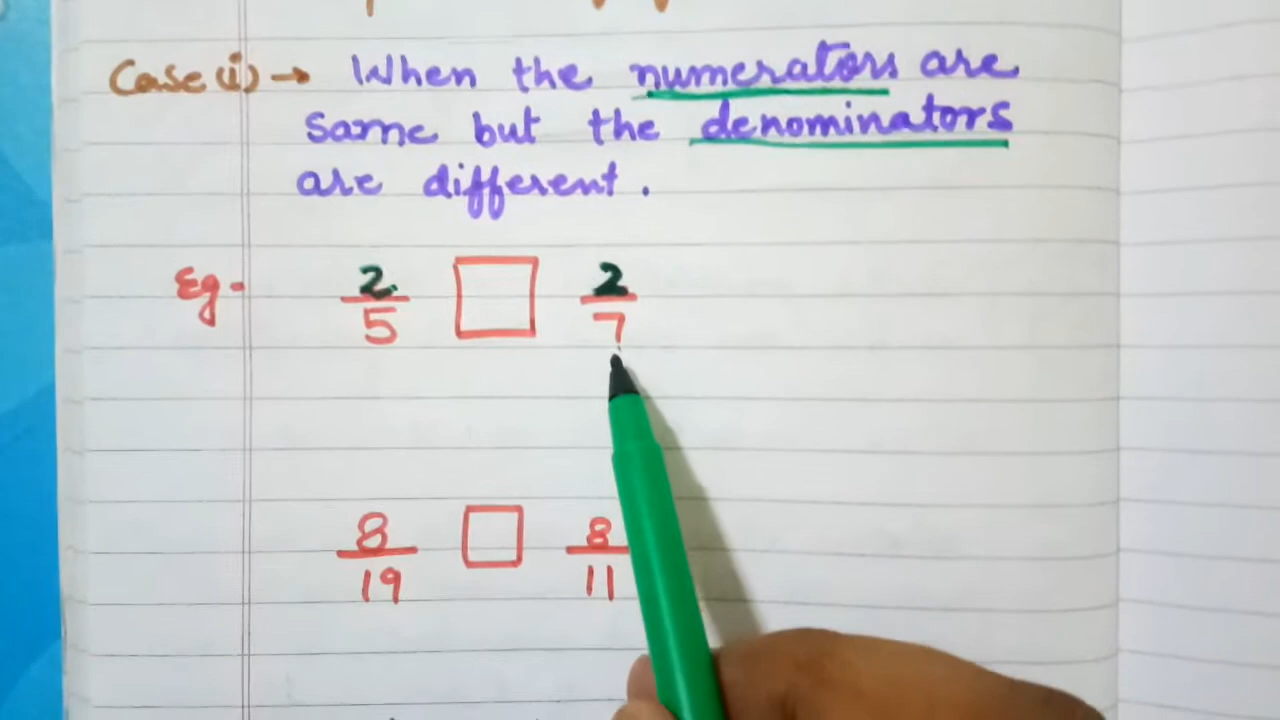 Case (i) → When the numerators are
same but the denominators
are different.
Eg- 2/5 □ 2/7
8/19 □ 8/11